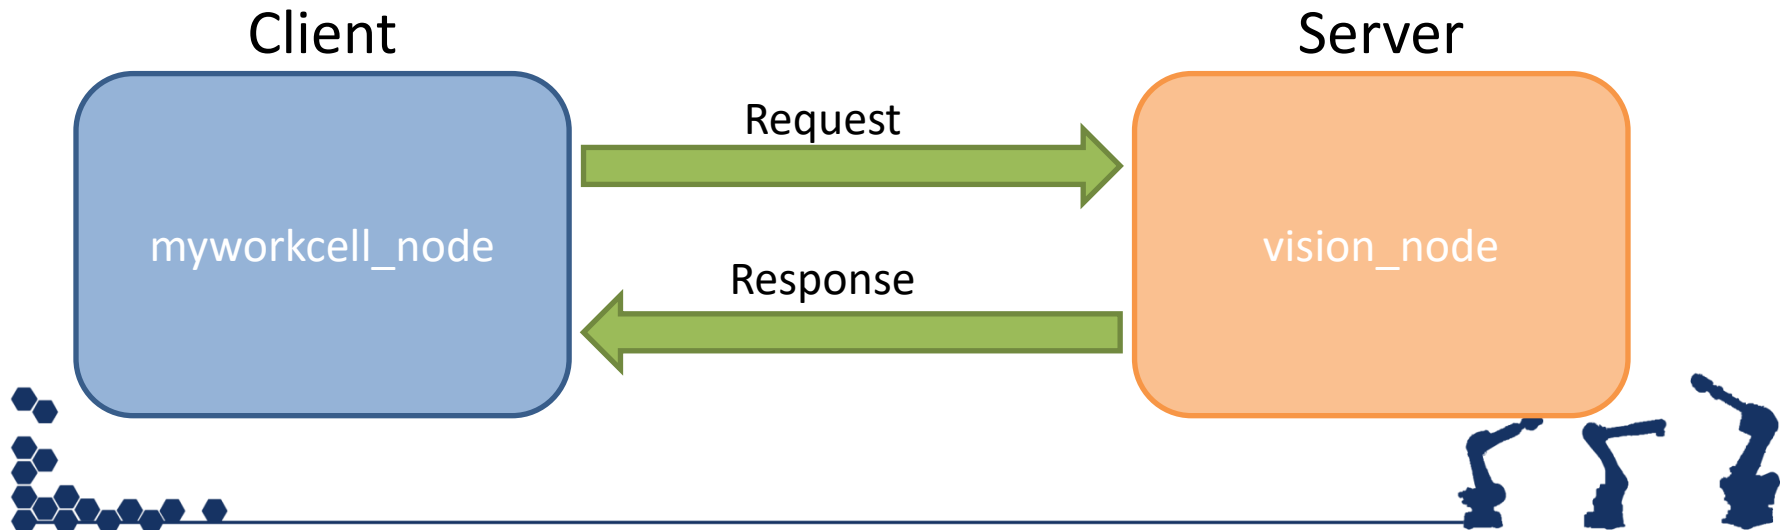 Client
Server
Request
myworkcell_node
vision_node
Response